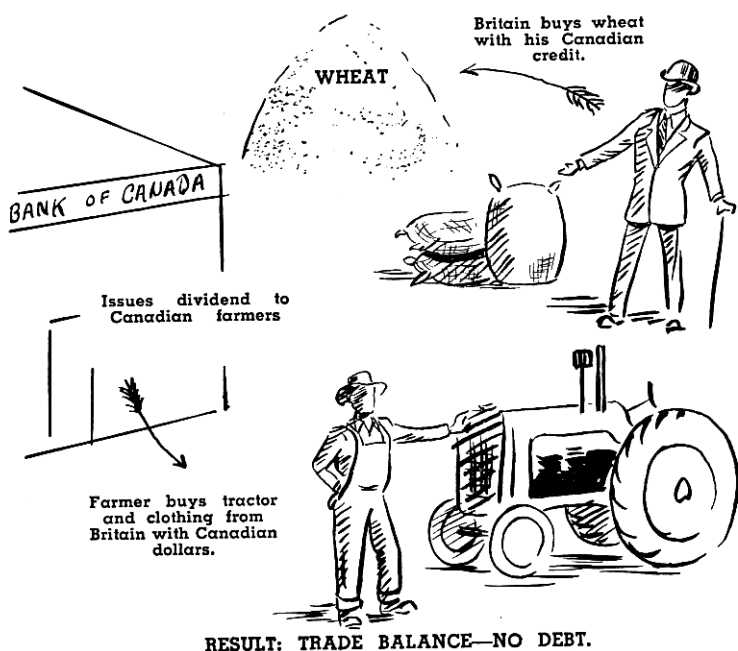 Britain buys wheat
with his Canadian
credit.
WHEAT
BANK OF CANADA
Issues dividend to
Canadian farmers
Farmer buys tractor
and clothing from
Britain with Canadian
dollars.
RESULT: TRADE BALANCE—NO DEBT.